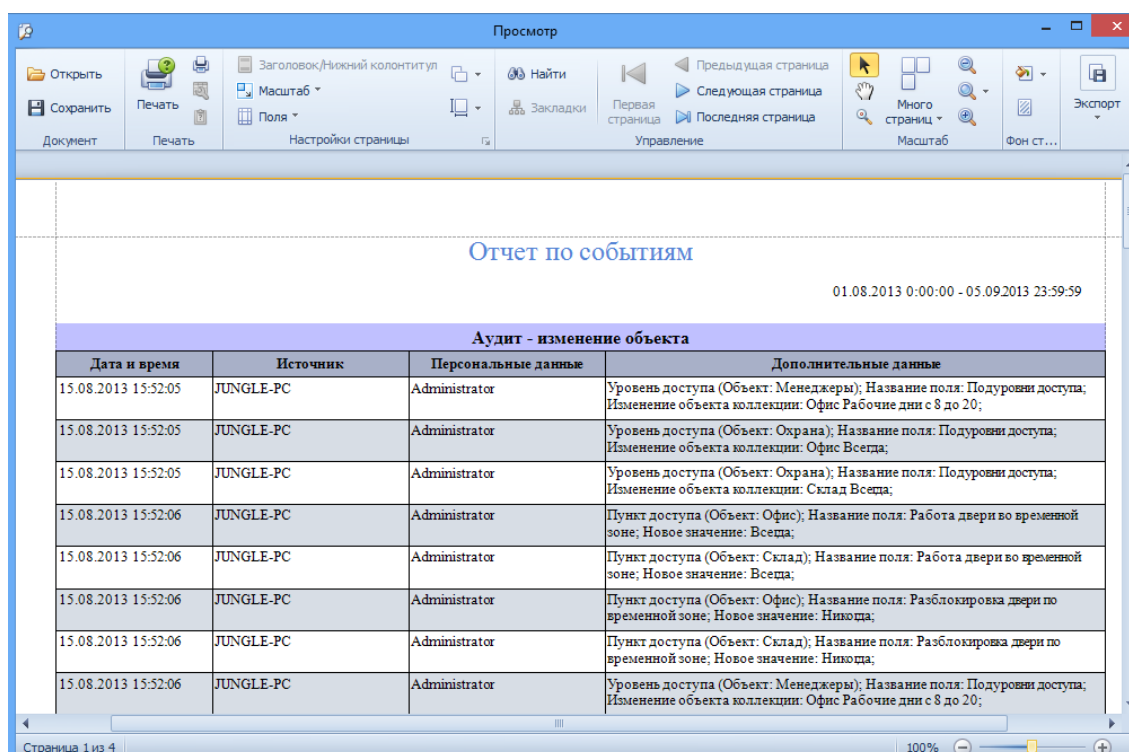 Просмотр
Открыть
Сохранить
Документ
Печать
Печать
Заголовок/Нижний колонтитул
Масштаб
Поля
Настройки страницы
Найти
Закладки
Первая
страница
Предыдущая страница
Следующая страница
Последняя страница
Управление
Много
страниц
Масштаб
Фон ст...
Экспорт
Отчет по событиям
01.08.2013 0:00:00 - 05.09.2013 23:59:59
Аудит - изменение объекта
Дата и время Источник Персональные данные Дополнительные данные
15.08.2013 15:52:05 JUNGLE-PC Administrator Уровень доступа (Объект: Менеджеры); Название поля: Подуровни доступа;
Изменение объекта коллекции: Офис Рабочие дни с 8 до 20;
15.08.2013 15:52:05 JUNGLE-PC Administrator Уровень доступа (Объект: Охрана); Название поля: Подуровни доступа;
Изменение объекта коллекции: Офис Всегда;
15.08.2013 15:52:05 JUNGLE-PC Administrator Уровень доступа (Объект: Охрана); Название поля: Подуровни доступа;
Изменение объекта коллекции: Склад Всегда;
15.08.2013 15:52:06 JUNGLE-PC Administrator Пункт доступа (Объект: Офис); Название поля: Работа двери во временной
зоне; Новое значение: Всегда;
15.08.2013 15:52:06 JUNGLE-PC Administrator Пункт доступа (Объект: Склад); Название поля: Работа двери во временной
зоне; Новое значение: Всегда;
15.08.2013 15:52:06 JUNGLE-PC Administrator Пункт доступа (Объект: Офис); Название поля: Разблокировка двери по
временной зоне; Новое значение: Никогда;
15.08.2013 15:52:06 JUNGLE-PC Administrator Пункт доступа (Объект: Склад); Название поля: Разблокировка двери по
временной зоне; Новое значение: Никогда;
15.08.2013 15:52:06 JUNGLE-PC Administrator Уровень доступа (Объект: Менеджеры); Название поля: Подуровни доступа;
Изменение объекта коллекции: Офис Рабочие дни с 8 до 20;
Страница 1 из 4
100%